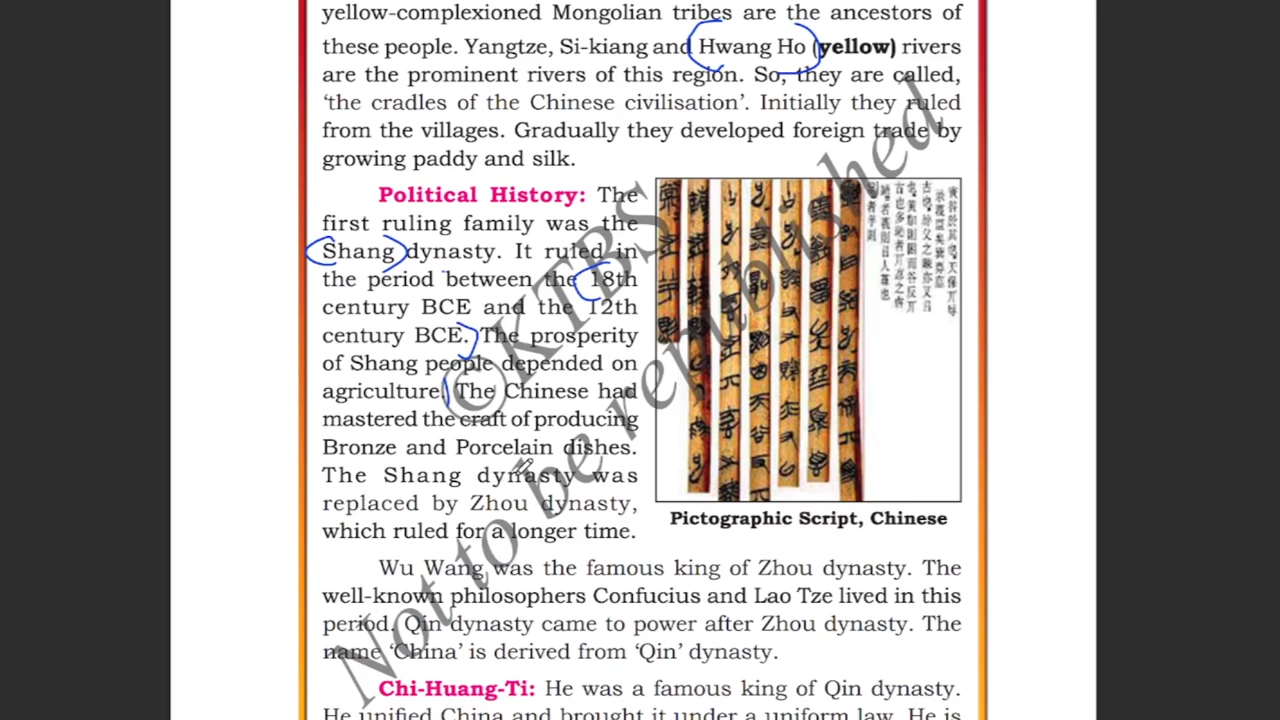 yellow-complexioned Mongolian tribes are the ancestors of
these people. Yangtze, Si-kiang and Hwang Ho (yellow) rivers
are the prominent rivers of this region. So, they are called,
‘the cradles of the Chinese civilisation’. Initially they ruled
from the villages. Gradually they developed foreign trade by
growing paddy and silk.
Political History: The
first ruling family was the
Shang dynasty. It ruled in
the period between the 18th
century BCE and the 12th
century BCE. The prosperity
of Shang people depended on
agriculture. The Chinese had
mastered the craft of producing
Bronze and Porcelain dishes.
The Shang dynasty was
replaced by Zhou dynasty,
which ruled for a longer time.
Pictographic Script, Chinese
Wu Wang was the famous king of Zhou dynasty. The
well-known philosophers Confucius and Lao Tze lived in this
period. Qin dynasty came to power after Zhou dynasty. The
name ‘China’ is derived from ‘Qin’ dynasty.
Chi-Huang-Ti: He was a famous king of Qin dynasty.
He unified China and brought it under a uniform law. He is
©KTBS
Not to be republished